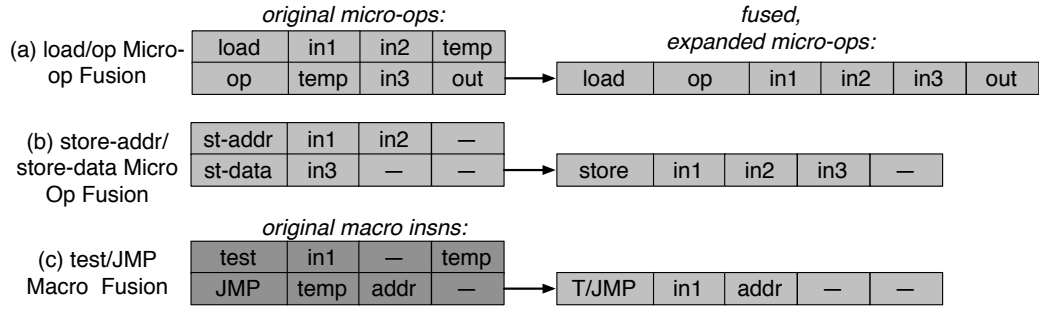 original micro-ops:
fused,
expanded micro-ops:
(a) load/op Micro-
op Fusion
load in1 in2 temp
op temp in3 out
load op in1 in2 in3 out
(b) store-addr/
store-data Micro
Op Fusion
st-addr in1 in2 —
st-data in3 — —
store in1 in2 in3 —
original macro insns:
(c) test/JMP
Macro Fusion
test in1 — temp
JMP temp addr —
T/JMP in1 addr — —